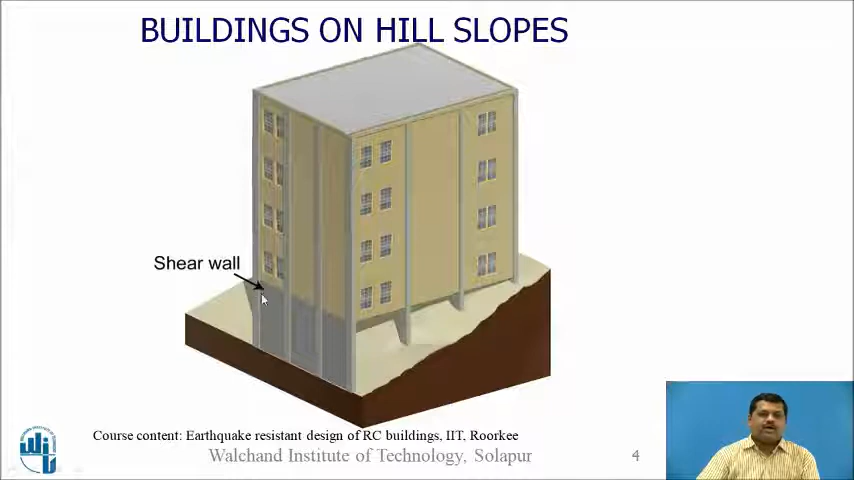 BUILDINGS ON HILL SLOPES
Shear wall
Course content: Earthquake resistant design of RC buildings, IIT, Roorkee
Walchand Institute of Technology, Solapur
4